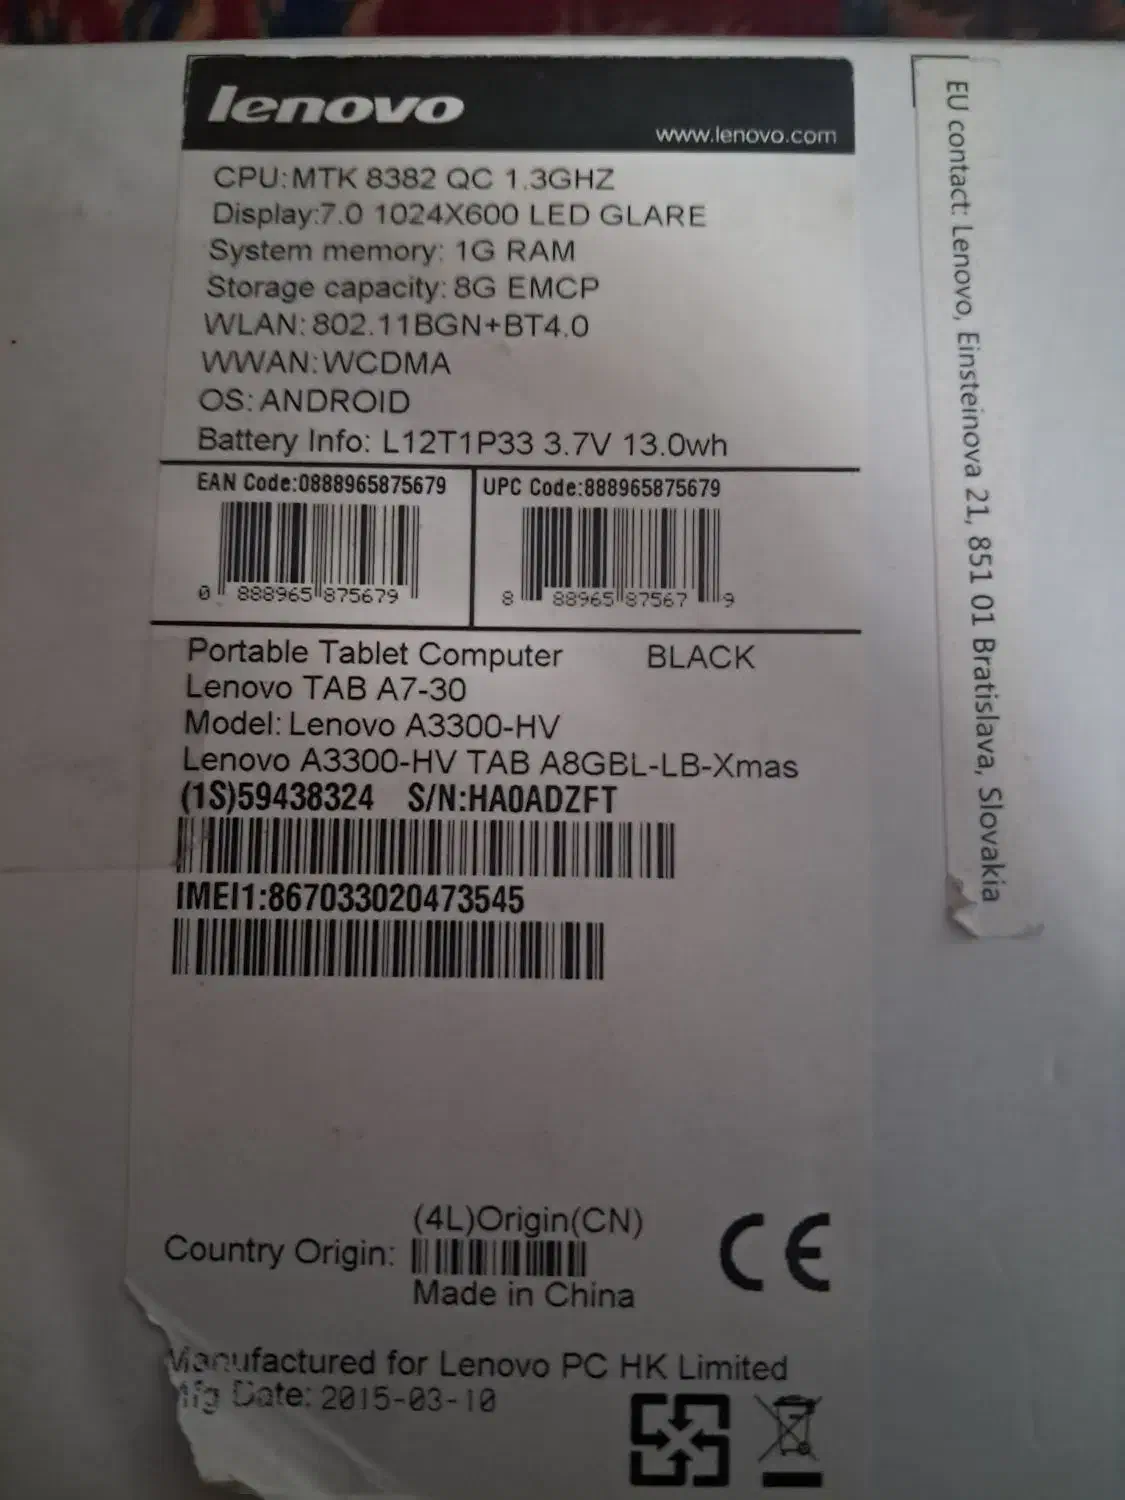 lenovo
www.lenovo.com
CPU:MTK 8382 QC 1.3GHZ
Display:7.0 1024X600 LED GLARE
System memory: 1G RAM
Storage capacity: 8G EMCP
WLAN:802.11BGN+BT4.0
WWAN:WCDMA
OS:ANDROID
Battery Info: L12T1P33 3.7V 13.0wh
EAN Code:0888965875679
0 888965 875679
UPC Code:888965875679
8 88965 87567 9
Portable Tablet Computer BLACK
Lenovo TAB A7-30
Model: Lenovo A3300-HV
Lenovo A3300-HV TAB A8GBL-LB-Xmas
(1S)59438324 S/N:HA0ADZFT
IMEI1:867033020473545
(4L)Origin(CN)
Country Origin:
Made in China
CE
Manufactured for Lenovo PC HK Limited
Mfg Date: 2015-03-10
EU contact: Lenovo, Einsteinova 21, 851 01 Bratislava, Slovakia